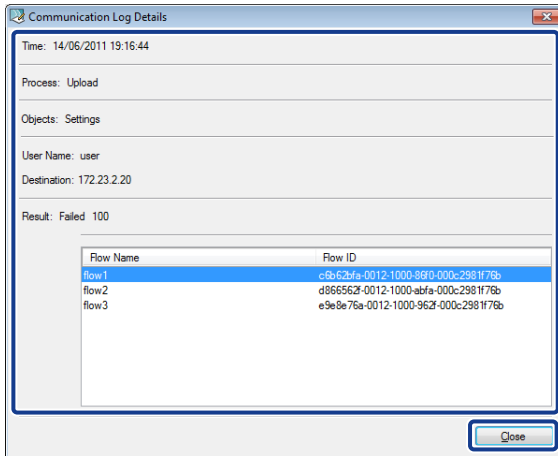 Communication Log Details
Time: 14/06/2011 19:16:44
Process: Upload
Objects: Settings
User Name: user
Destination: 172.23.2.20
Result: Failed 100
Flow Name Flow ID
flow1 c6b62bfa-0012-1000-86f0-000c2981f76b
flow2 d866562f-0012-1000-abfa-000c2981f76b
flow3 e9e8e76a-0012-1000-962f-000c2981f76b
Close